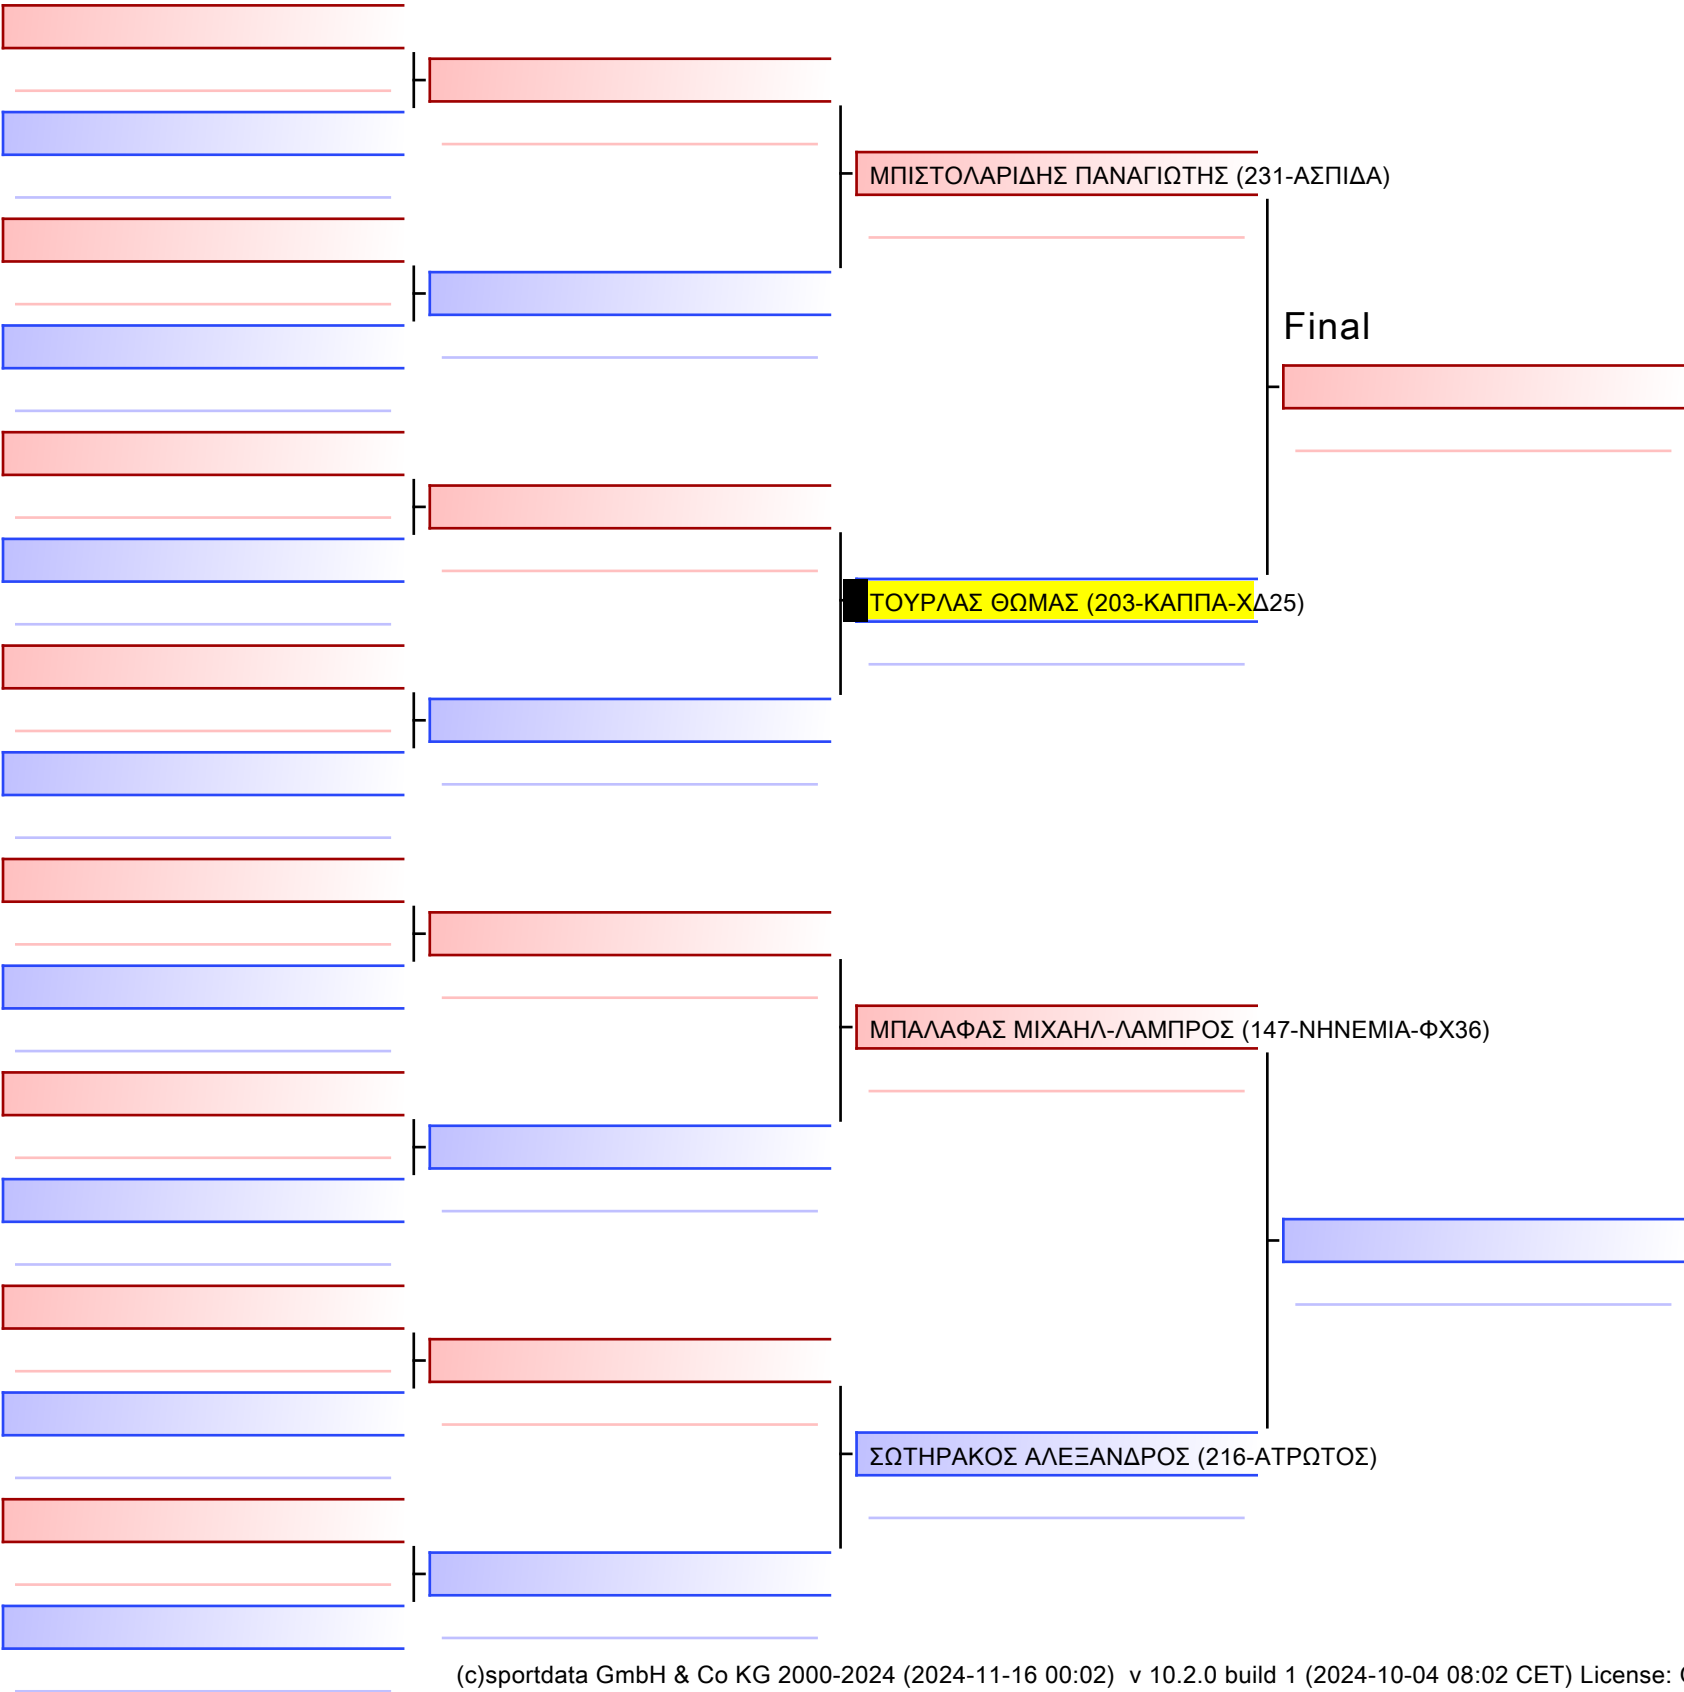 ΜΠΙΣΤΟΛΑΡΙΔΗΣ ΠΑΝΑΓΙΩΤΗΣ (231-ΑΣΠΙΔΑ)
Final
ΤΟΥΡΛΑΣ ΘΩΜΑΣ (203-ΚΑΠΠΑ-ΧΔ25)
ΜΠΑΛΑΦΑΣ ΜΙΧΑΗΛ-ΛΑΜΠΡΟΣ (147-ΝΗΝΕΜΙΑ-ΦΧ36)
ΣΩΤΗΡΑΚΟΣ ΑΛΕΞΑΝΔΡΟΣ (216-ΑΤΡΩΤΟΣ)
(c)sportdata GmbH & Co KG 2000-2024 (2024-11-16 00:02) v 10.2.0 build 1 (2024-10-04 08:02 CET) License: